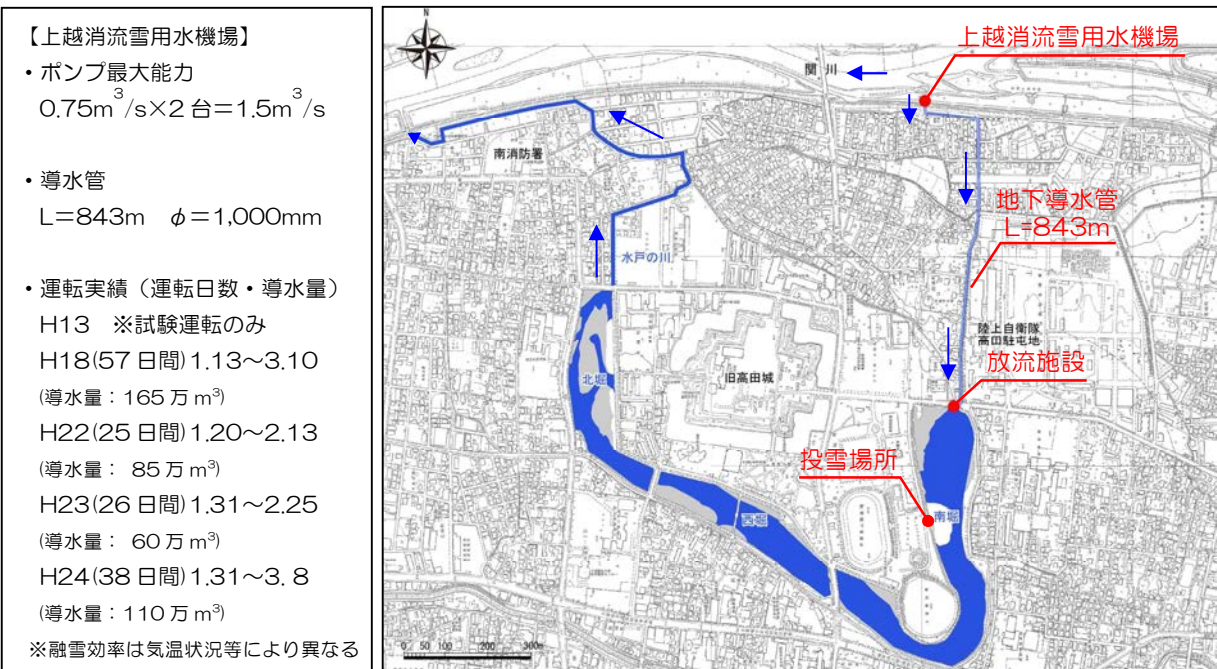 【上越消流雪用水機場】
・ポンプ最大能力
0.75m³/s×2台＝1.5m³/s
・導水管
L＝843m　φ＝1,000mm
・運転実績（運転日数・導水量）
H13　※試験運転のみ
H18(57日間)1.13～3.10
(導水量：165万m³)
H22(25日間)1.20～2.13
(導水量： 85万m³)
H23(26日間)1.31～2.25
(導水量： 60万m³)
H24(38日間)1.31～3. 8
(導水量：110万m³)
※融雪効率は気温状況等により異なる
N
上越消流雪用水機場
関川
南消防署
地下導水管
L=843m
水戸の川
陸上自衛隊
高田駐屯地
放流施設
北堀
旧高田城
投雪場所
南堀
西堀
0 50 100 200 300m